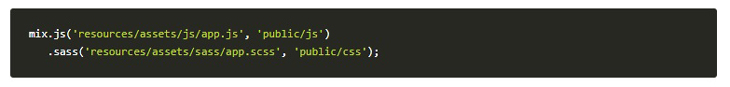 mix.js('resources/assets/js/app.js', 'public/js')
.sass('resources/assets/sass/app.scss', 'public/css');